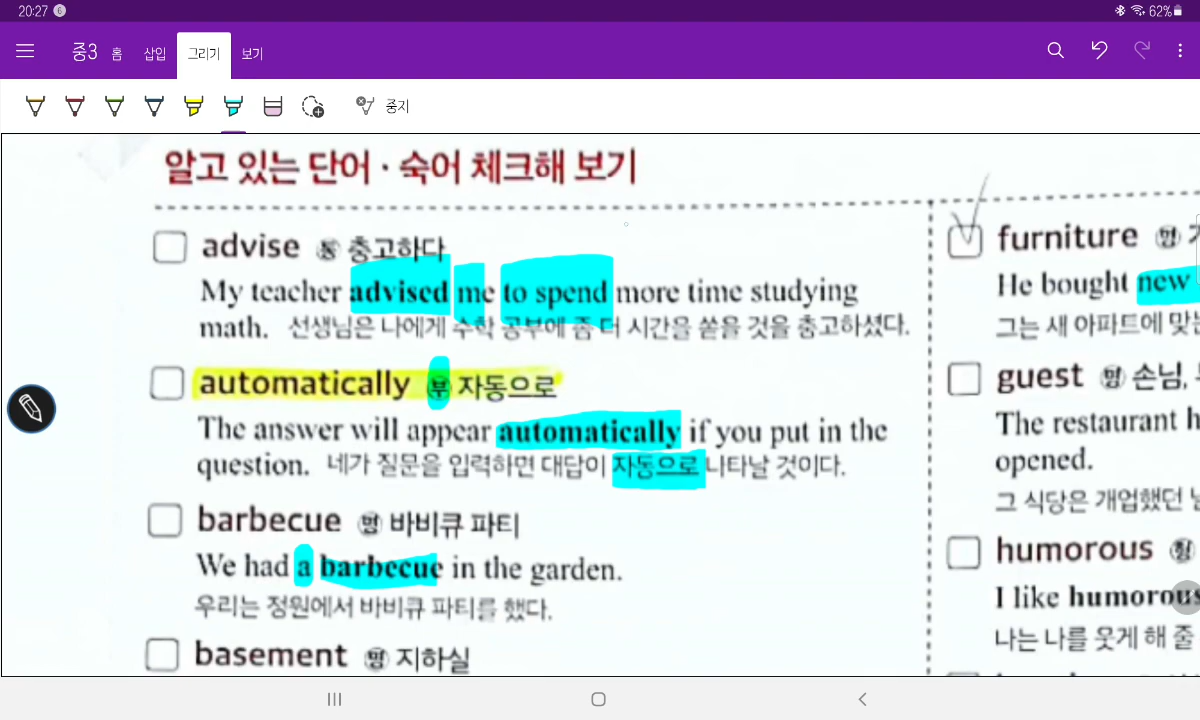 20:27 6 62%
중3 홈 삽입 그리기 보기
중지
알고 있는 단어 · 숙어 체크해 보기
advise 동 충고하다
My teacher advised me to spend more time studying
math. 선생님은 나에게 수학 공부에 좀 더 시간을 쏟을 것을 충고하셨다.
automatically 부 자동으로
The answer will appear automatically if you put in the
question. 네가 질문을 입력하면 대답이 자동으로 나타날 것이다.
barbecue 명 바비큐 파티
We had a barbecue in the garden.
우리는 정원에서 바비큐 파티를 했다.
basement 명 지하실
furniture 명
He bought new
그는 새 아파트에 맞는
guest 명 손님,
The restaurant h
opened.
그 식당은 개업했던
humorous 형
I like humorous
나는 나를 웃게 해 줄